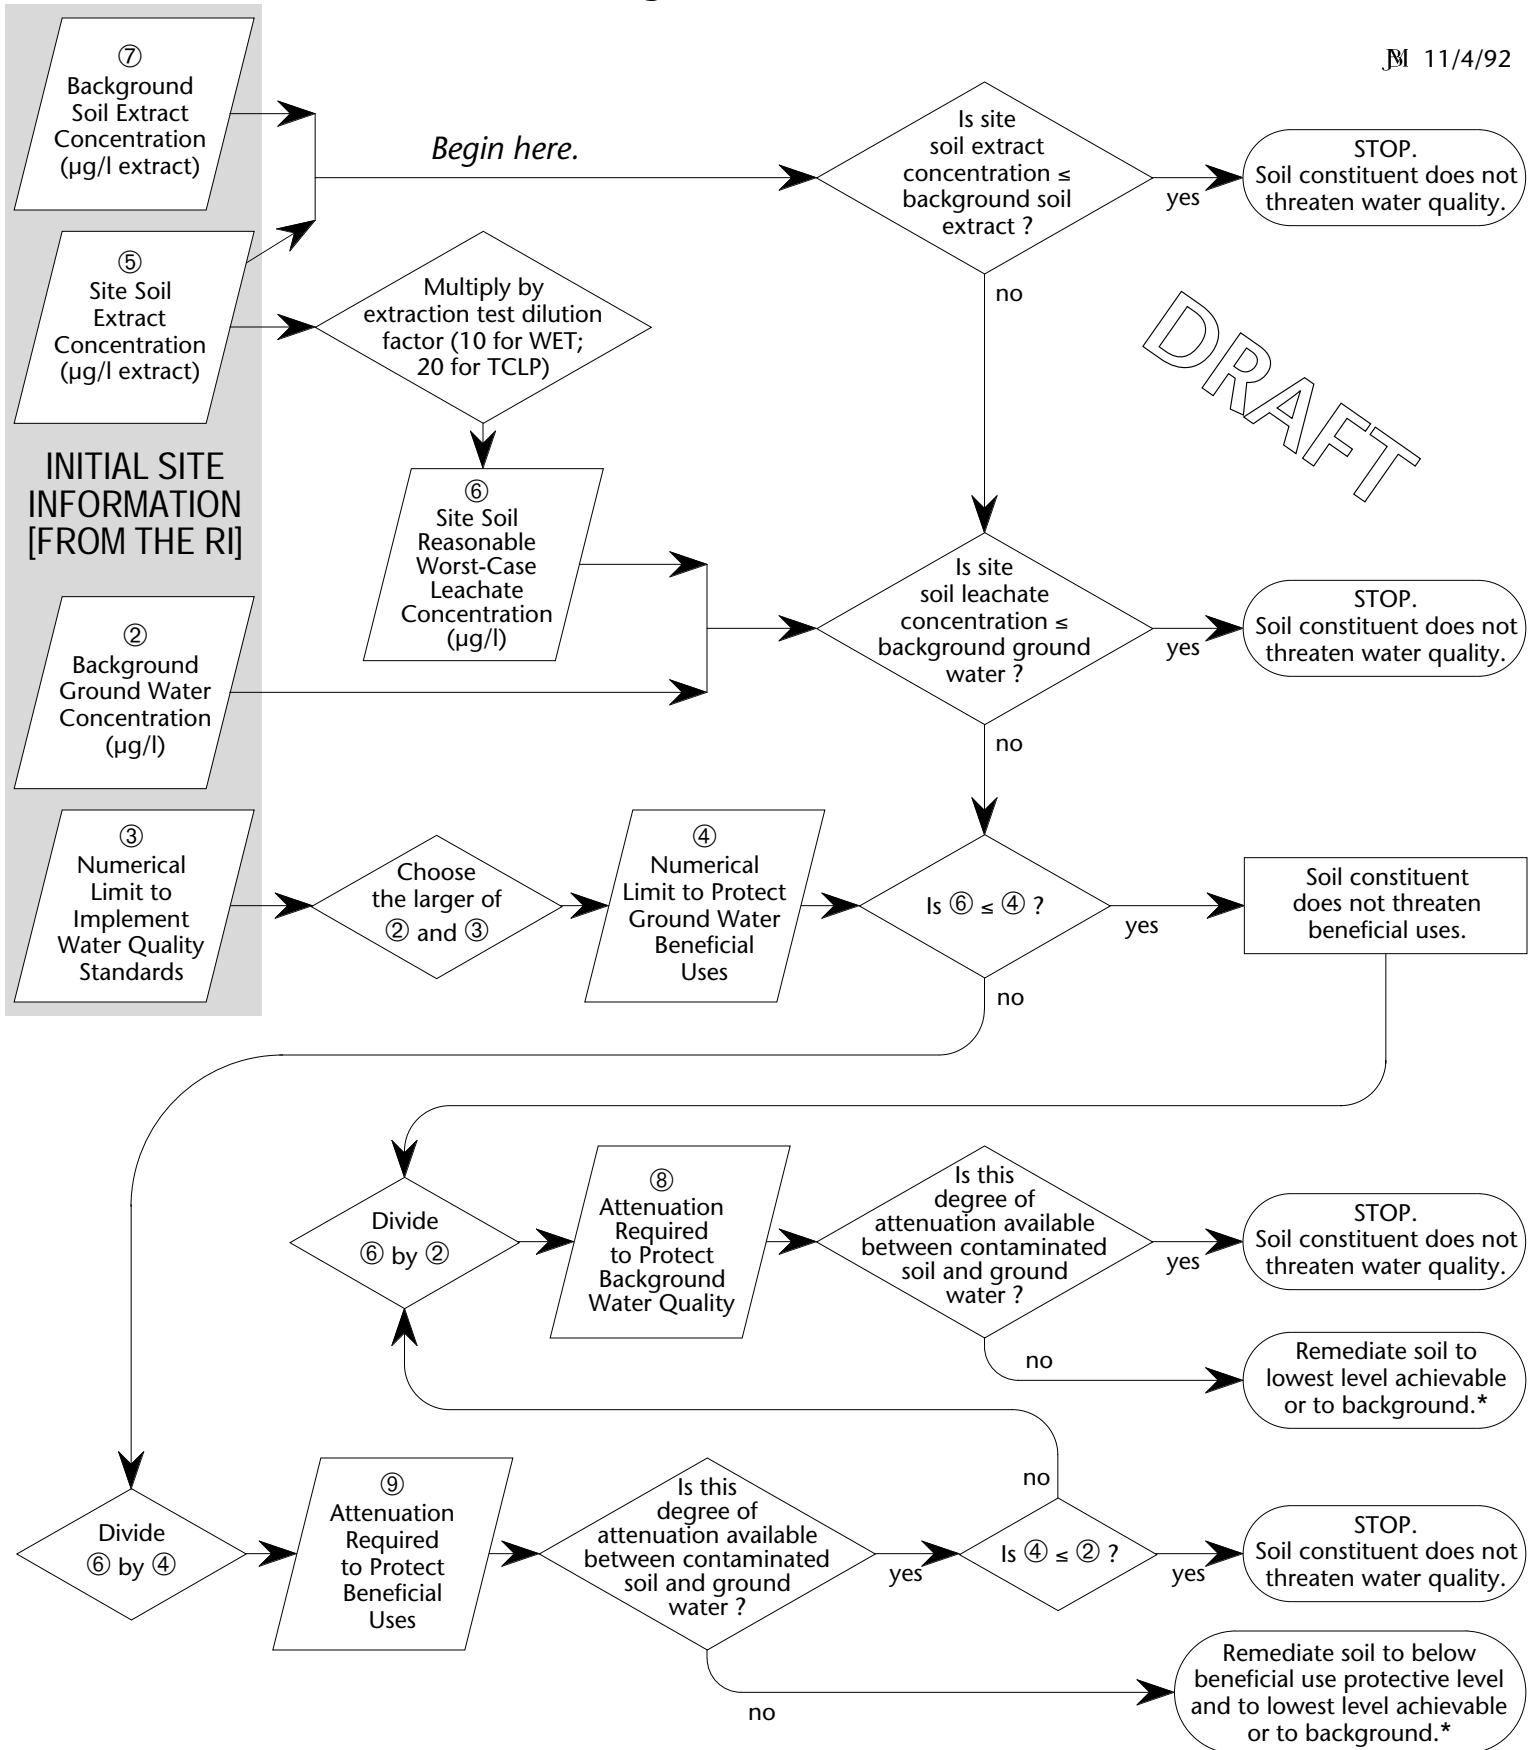 11/4/92
⑦
Background
Soil Extract
Concentration
(µg/l extract)
Begin here.
Is site
soil extract
concentration ≤
background soil
extract ?
yes
STOP.
Soil constituent does not
threaten water quality.
no
⑤
Site Soil
Extract
Concentration
(µg/l extract)
Multiply by
extraction test dilution
factor (10 for WET;
20 for TCLP)
DRAFT
INITIAL SITE
INFORMATION
[FROM THE RI]
⑥
Site Soil
Reasonable
Worst-Case
Leachate
Concentration
(µg/l)
Is site
soil leachate
concentration ≤
background ground
water ?
yes
STOP.
Soil constituent does not
threaten water quality.
no
②
Background
Ground Water
Concentration
(µg/l)
③
Numerical
Limit to
Implement
Water Quality
Standards
Choose
the larger of
② and ③
④
Numerical
Limit to Protect
Ground Water
Beneficial
Uses
Is ⑥ ≤ ④ ?
yes
Soil constituent
does not threaten
beneficial uses.
no
Divide
⑥ by ②
⑧
Attenuation
Required
to Protect
Background
Water Quality
Is this
degree of
attenuation available
between contaminated
soil and ground
water ?
yes
STOP.
Soil constituent does not
threaten water quality.
no
Remediate soil to
lowest level achievable
or to background.*
Divide
⑥ by ④
⑨
Attenuation
Required
to Protect
Beneficial
Uses
Is this
degree of
attenuation available
between contaminated
soil and ground
water ?
yes
no
Is ④ ≤ ② ?
yes
STOP.
Soil constituent does not
threaten water quality.
no
Remediate soil to below
beneficial use protective level
and to lowest level achievable
or to background.*